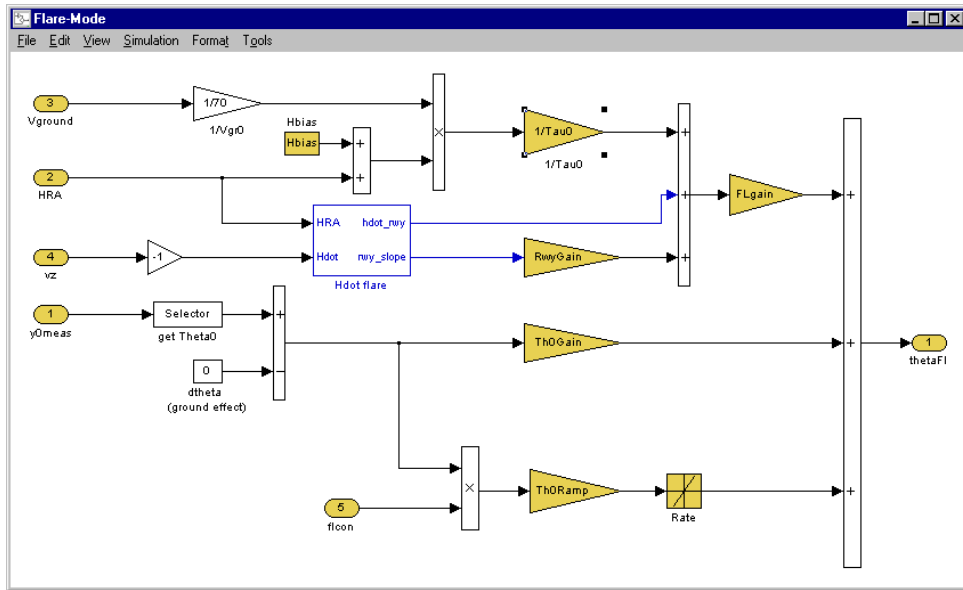 Flare-Mode
File Edit View Simulation Format Tools
3
Vground
1/70
1/Vgr0
Hbias
Hbias
+
+
×
1/Tau0
1/Tau0
+
+
+
FLgain
2
HRA
HRA hdot_rwy
Hdot rwy_slope
Hdot flare
RwyGain
4
vz
-1
1
y0meas
Selector
get Theta0
+
−
0
dtheta
(ground effect)
Th0Gain
+
+
+
1
thetaFl
5
flcon
×
Th0Ramp
Rate